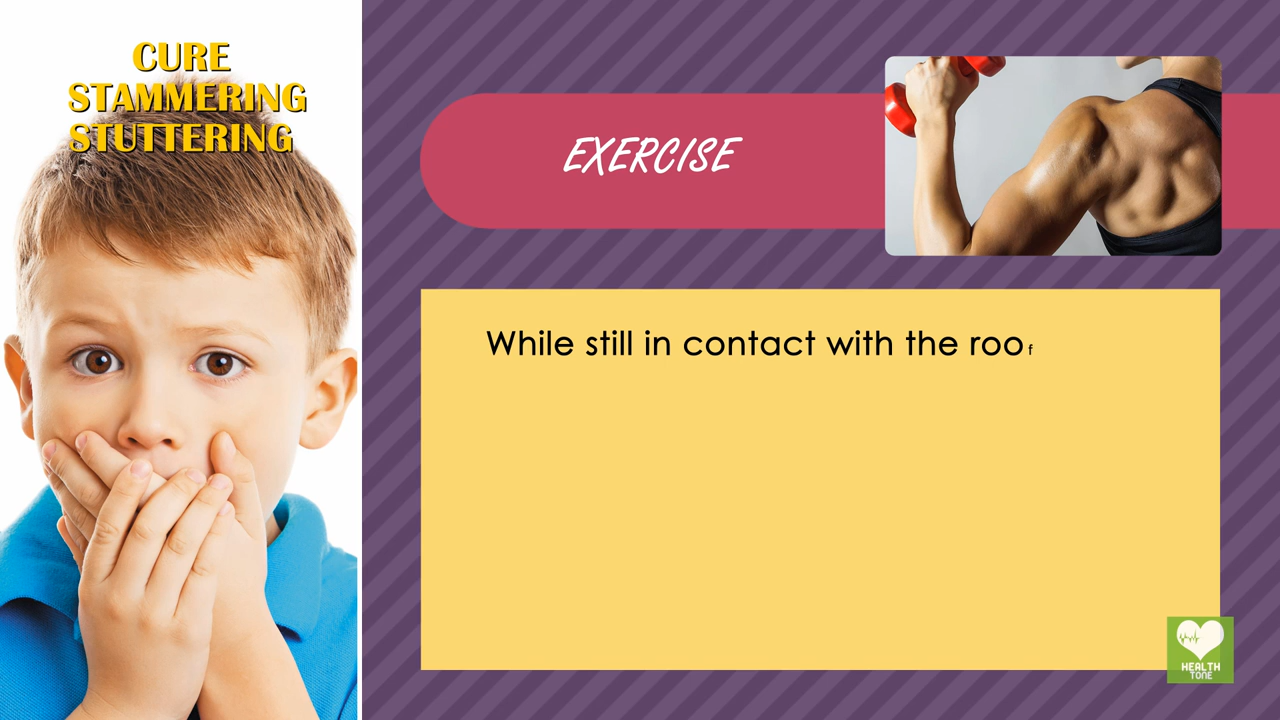 CURE
STAMMERING
STUTTERING
EXERCISE
While still in contact with the roof
HEALTH
TONE